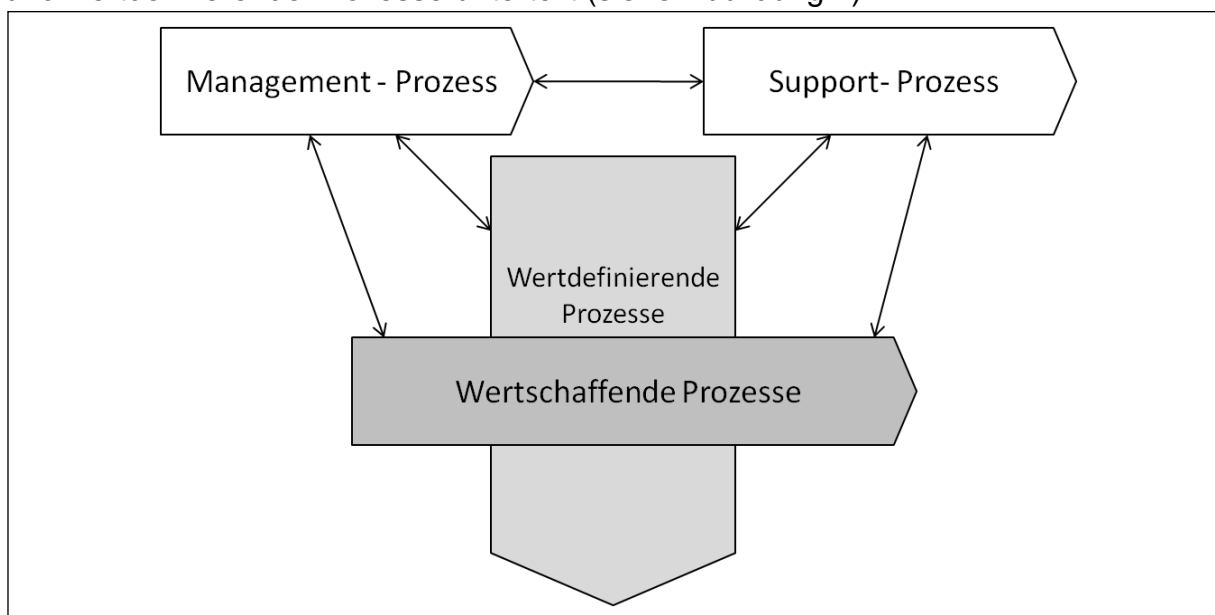 Management - Prozess
Support- Prozess
Wertdefinierende
Prozesse
Wertschaffende Prozesse